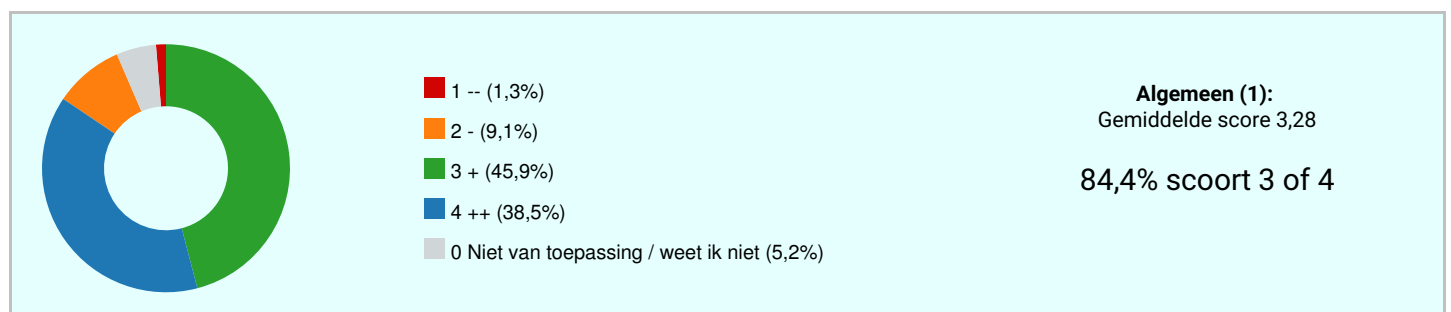 1 -- (1,3%)
2 - (9,1%)
3 + (45,9%)
4 ++ (38,5%)
0 Niet van toepassing / weet ik niet (5,2%)
Algemeen (1):
Gemiddelde score 3,28
84,4% scoort 3 of 4